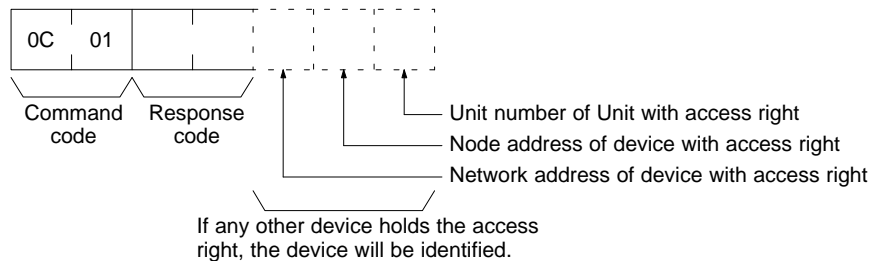 0C 01
Command code
Response code
Unit number of Unit with access right
Node address of device with access right
Network address of device with access right
If any other device holds the access
right, the device will be identified.